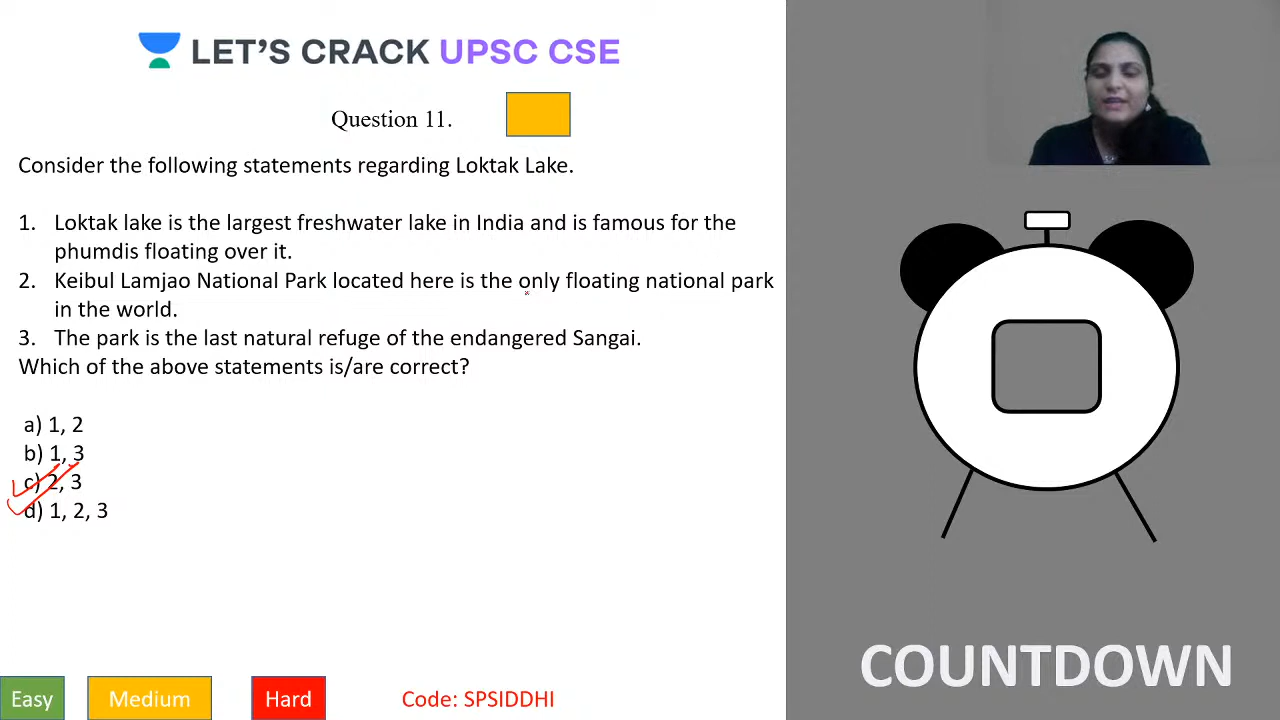 LET'S CRACK UPSC CSE
Question 11.
Consider the following statements regarding Loktak Lake.
1. Loktak lake is the largest freshwater lake in India and is famous for the
phumdis floating over it.
2. Keibul Lamjao National Park located here is the only floating national park
in the world.
3. The park is the last natural refuge of the endangered Sangai.
Which of the above statements is/are correct?
a) 1, 2
b) 1, 3
c) 2, 3
d) 1, 2, 3
Easy Medium Hard Code: SPSIDDHI
COUNTDOWN